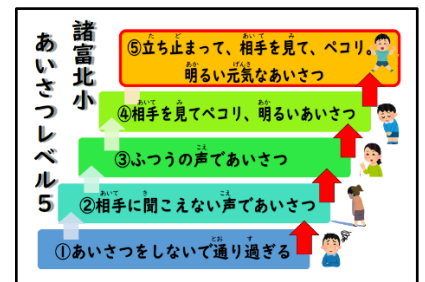 諸富北小
あいさつレベル５
⑤立ち止まって、相手を見て、ペコリ。
明るい元気なあいさつ
④相手を見てペコリ、明るいあいさつ
③ふつうの声であいさつ
②相手に聞こえない声であいさつ
①あいさつをしないで通り過ぎる